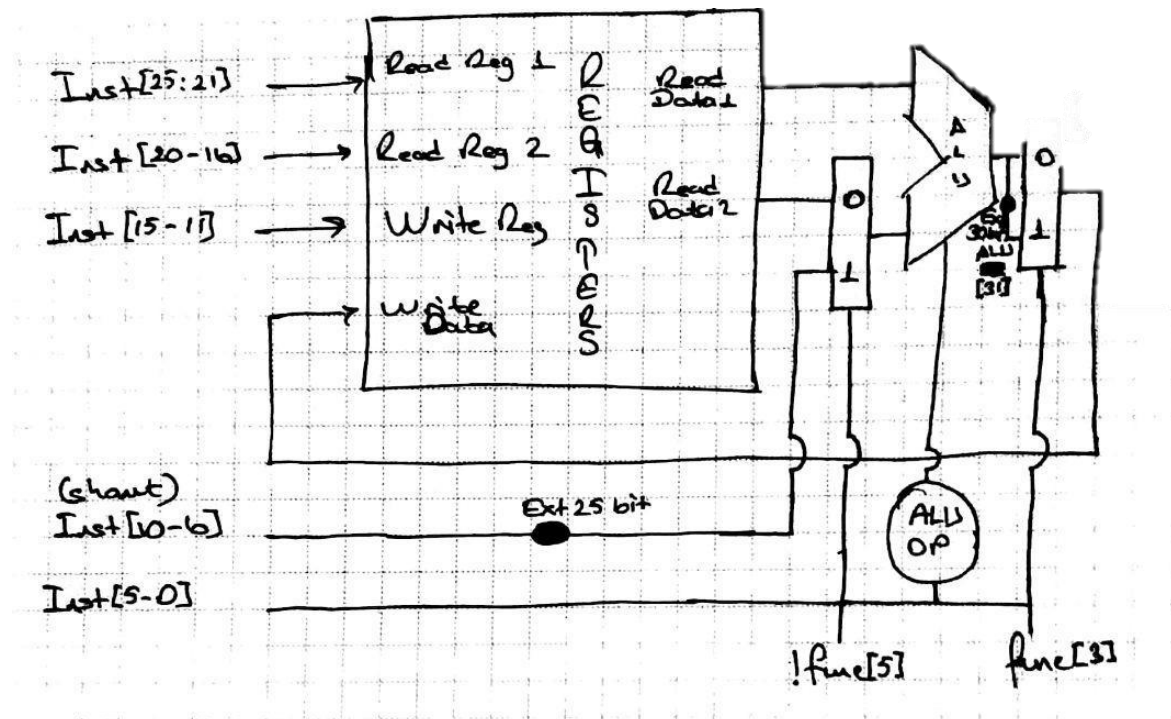 Inst[25:21]
Inst[20-16]
Inst[15-11]
Read Reg 1
Read Reg 2
Write Reg
Write
Data
REGISTERS
Read
Data1
Read
Data2
0
1
ALU
ALU
[31]
0
1
(shamt)
Inst[10-6]
Ext 25 bit
Inst[5-0]
ALU
OP
!func[5]
func[3]